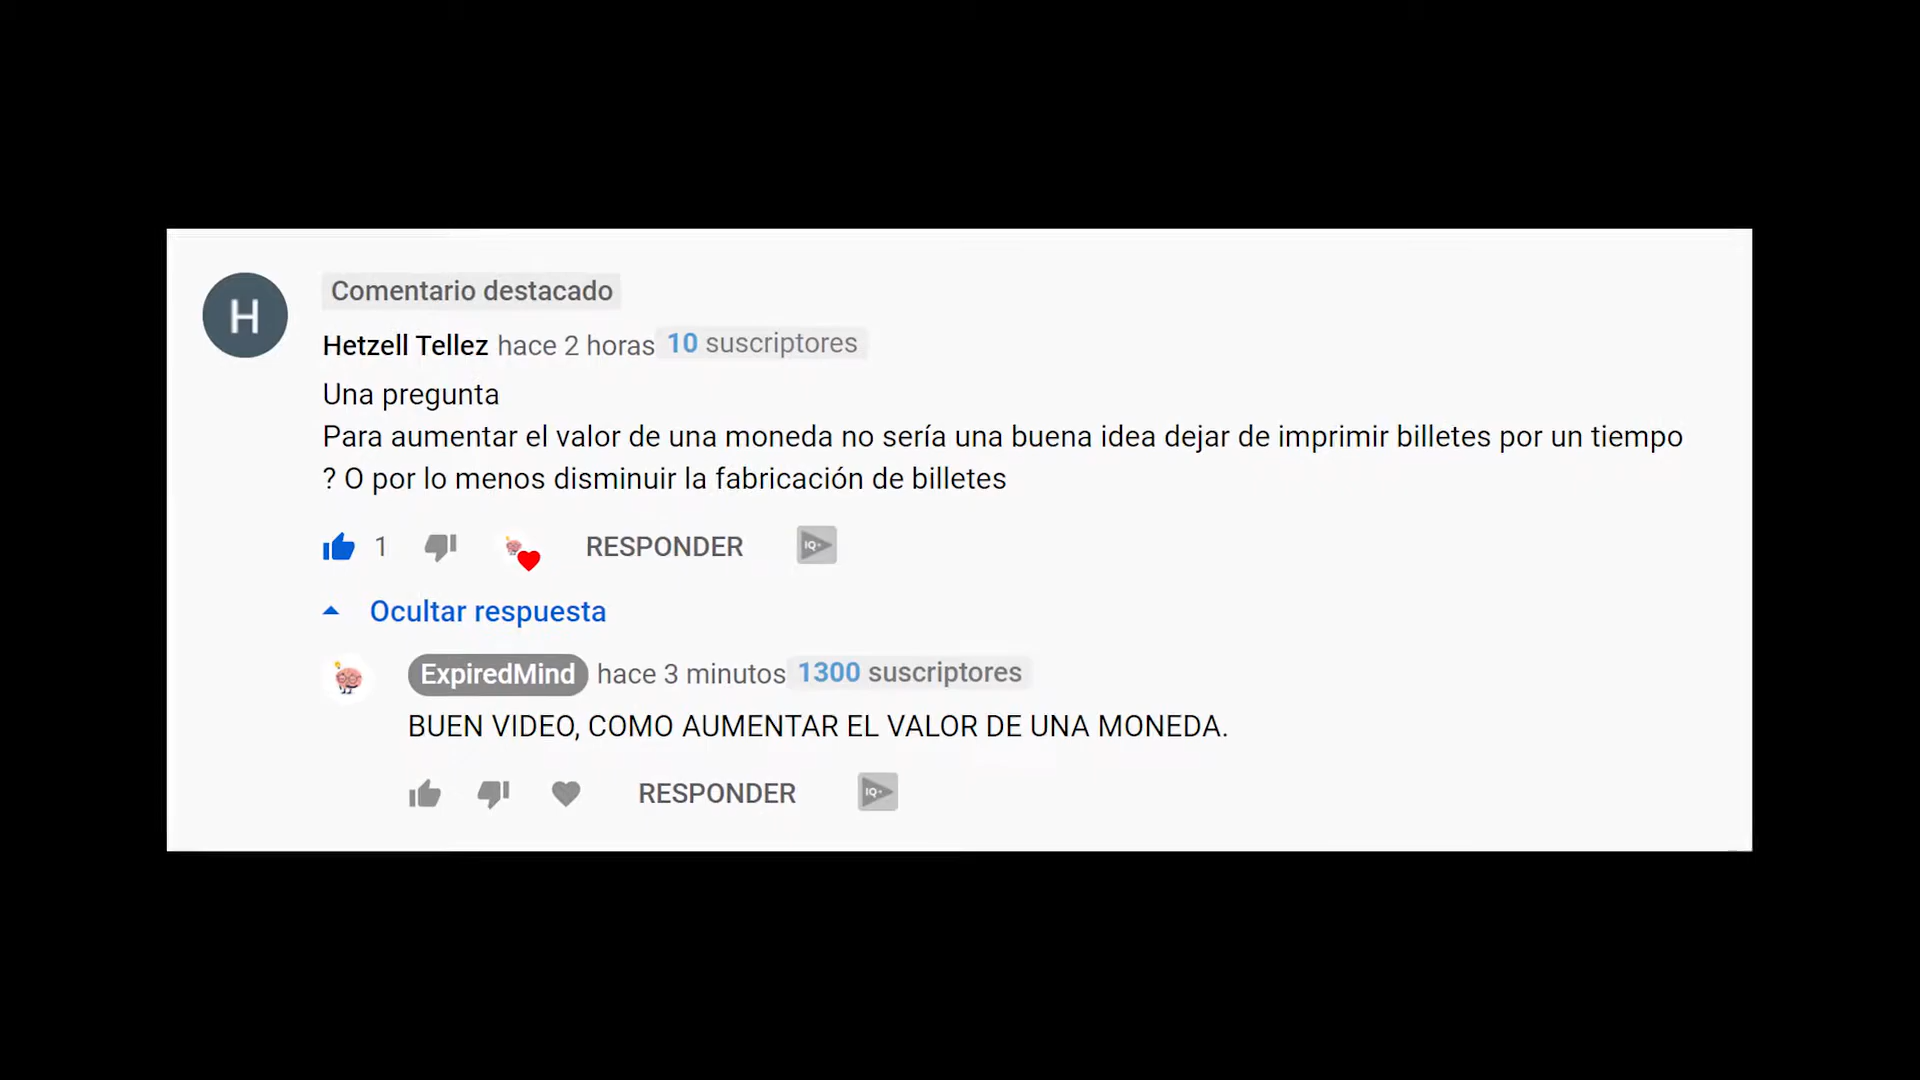 Comentario destacado
H
Hetzell Tellez hace 2 horas 10 suscriptores
Una pregunta
Para aumentar el valor de una moneda no sería una buena idea dejar de imprimir billetes por un tiempo
? O por lo menos disminuir la fabricación de billetes
1 RESPONDER IQ+
Ocultar respuesta
ExpiredMind hace 3 minutos 1300 suscriptores
BUEN VIDEO, COMO AUMENTAR EL VALOR DE UNA MONEDA.
RESPONDER IQ+